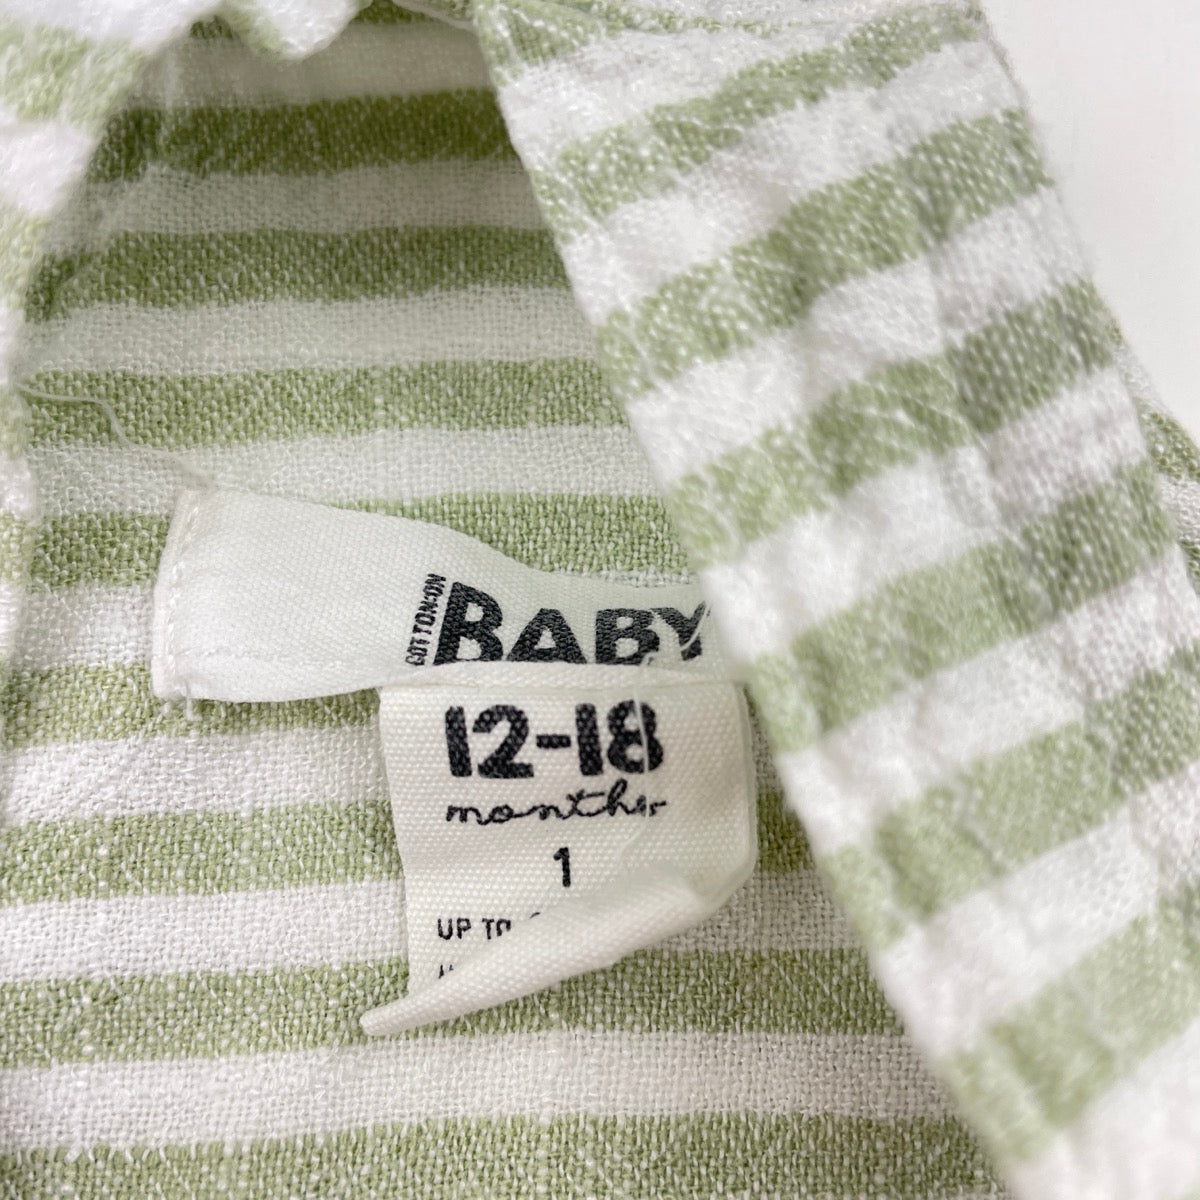 COTTON:ON
BABY
12-18
months
1
UP TO